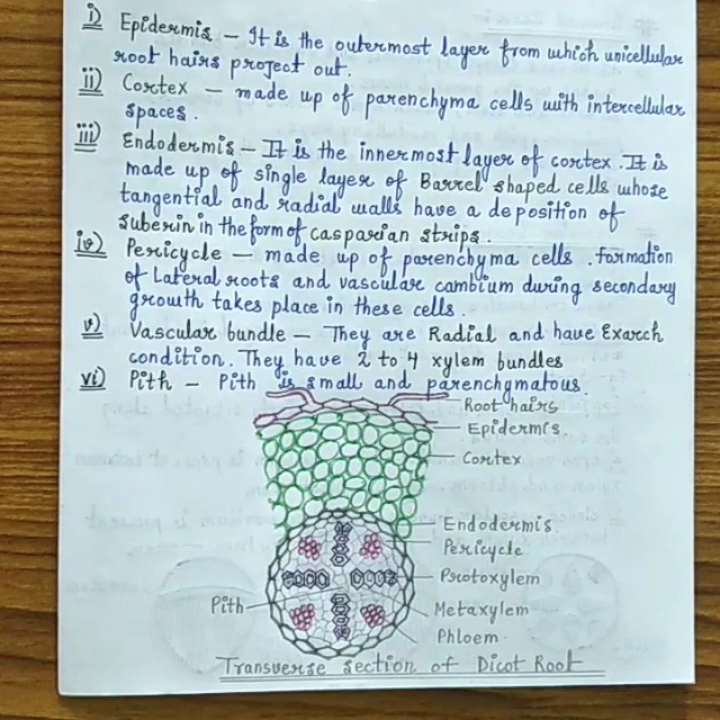 i) Epidermis – It is the outermost layer from which unicellular
root hairs project out.
ii) Cortex – made up of parenchyma cells with intercellular
spaces.
iii) Endodermis – It is the innermost layer of cortex. It is
made up of single layer of Barrel shaped cells whose
tangential and radial walls have a deposition of
suberin in the form of casparian strips.
iv) Pericycle – made up of parenchyma cells. formation
of Lateral roots and vascular cambium during secondary
growth takes place in these cells.
v) Vascular bundle – They are Radial and have Exarch
condition. They have 2 to 4 xylem bundles
vi) Pith – Pith is small and parenchymatous.
Root hairs
Epidermis.
Cortex
Endodermis
Pericycle
Protoxylem
Pith
Metaxylem
Phloem
Transverse section of Dicot Root